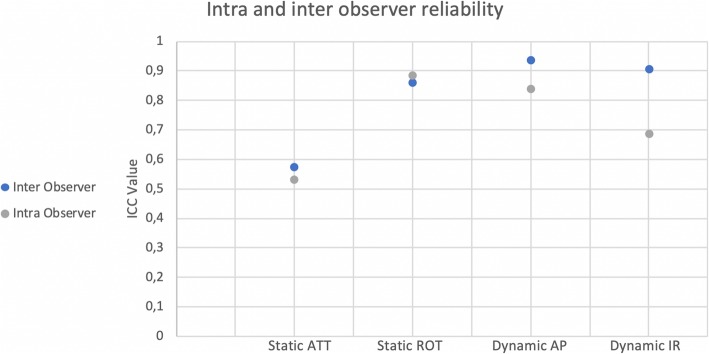 Intra and inter observer reliability
1
0,9
0,8
0,7
0,6
0,5
0,4
0,3
0,2
0,1
0
ICC Value
Inter Observer
Intra Observer
Static ATT Static ROT Dynamic AP Dynamic IR